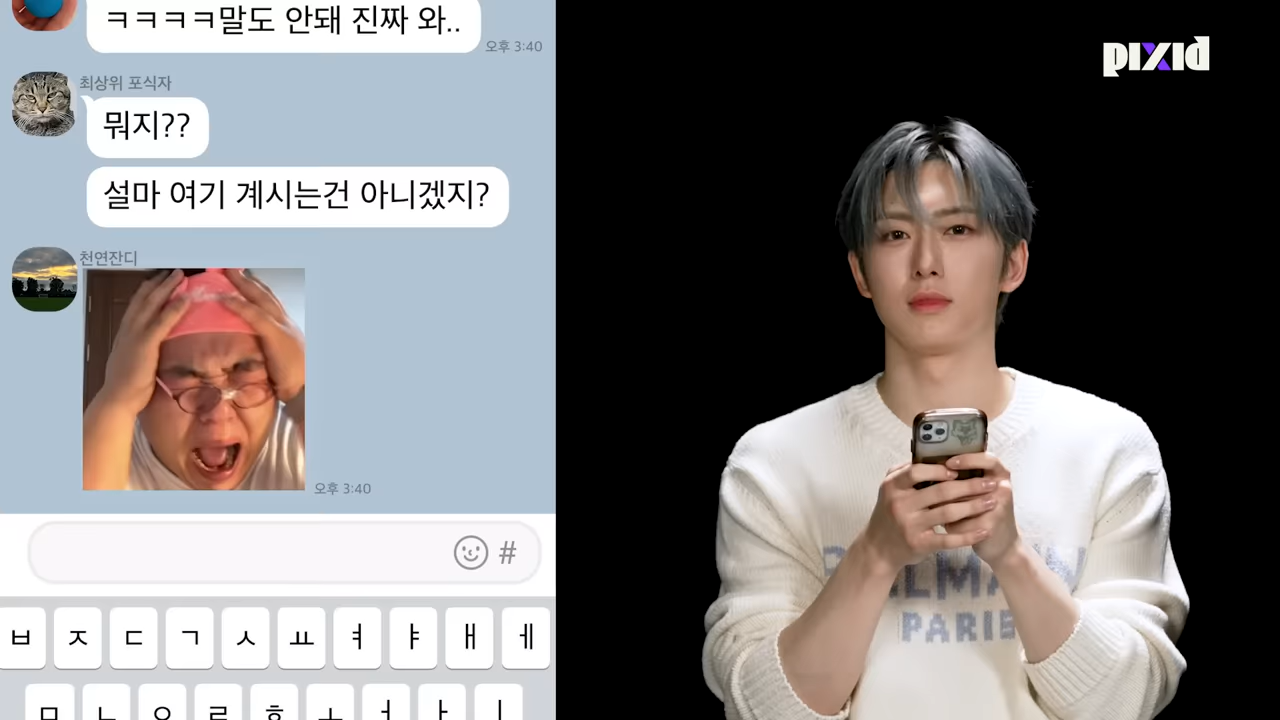 ㅋㅋㅋㅋ말도 안돼 진짜 와..
오후 3:40
최상위 포식자
뭐지??
설마 여기 계시는건 아니겠지?
천연잔디
오후 3:40
#
ㅂ ㅈ ㄷ ㄱ ㅅ ㅛ ㅕ ㅑ ㅐ ㅔ
ㅁ ㄴ ㅇ ㄹ ㅎ ㅗ ㅓ ㅏ ㅣ
pixid
PARIS